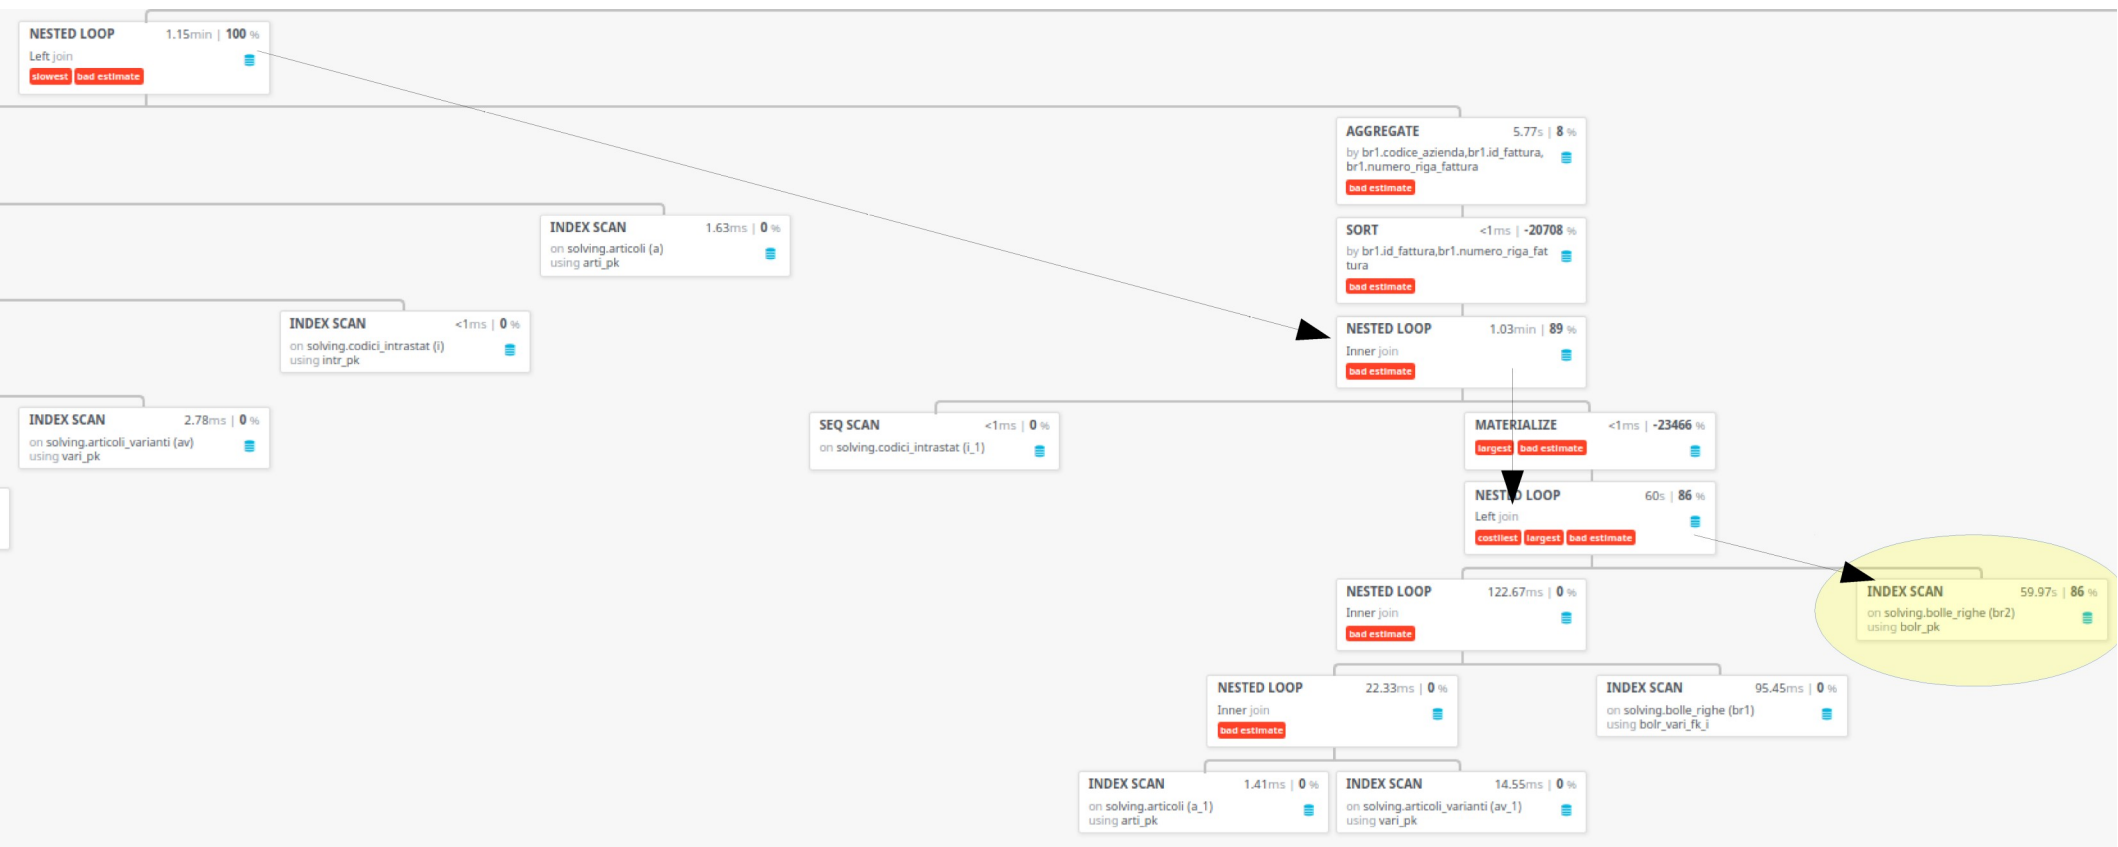 NESTED LOOP 1.15min | 100 %
Left join
slowest bad estimate
AGGREGATE 5.77s | 8 %
by br1.codice_azienda,br1.id_fattura,
br1.numero_riga_fattura
bad estimate
INDEX SCAN 1.63ms | 0 %
on solving.articoli (a)
using arti_pk
SORT <1ms | -20708 %
by br1.id_fattura,br1.numero_riga_fat
tura
bad estimate
INDEX SCAN <1ms | 0 %
on solving.codici_intrastat (i)
using intr_pk
NESTED LOOP 1.03min | 89 %
Inner join
bad estimate
INDEX SCAN 2.78ms | 0 %
on solving.articoli_varianti (av)
using vari_pk
SEQ SCAN <1ms | 0 %
on solving.codici_intrastat (i_1)
MATERIALIZE <1ms | -23466 %
largest bad estimate
NESTED LOOP 60s | 86 %
Left join
costliest largest bad estimate
NESTED LOOP 122.67ms | 0 %
Inner join
bad estimate
INDEX SCAN 59.97s | 86 %
on solving.bolle_righe (br2)
using bolr_pk
NESTED LOOP 22.33ms | 0 %
Inner join
bad estimate
INDEX SCAN 95.45ms | 0 %
on solving.bolle_righe (br1)
using bolr_vari_fk_i
INDEX SCAN 1.41ms | 0 %
on solving.articoli (a_1)
using arti_pk
INDEX SCAN 14.55ms | 0 %
on solving.articoli_varianti (av_1)
using vari_pk